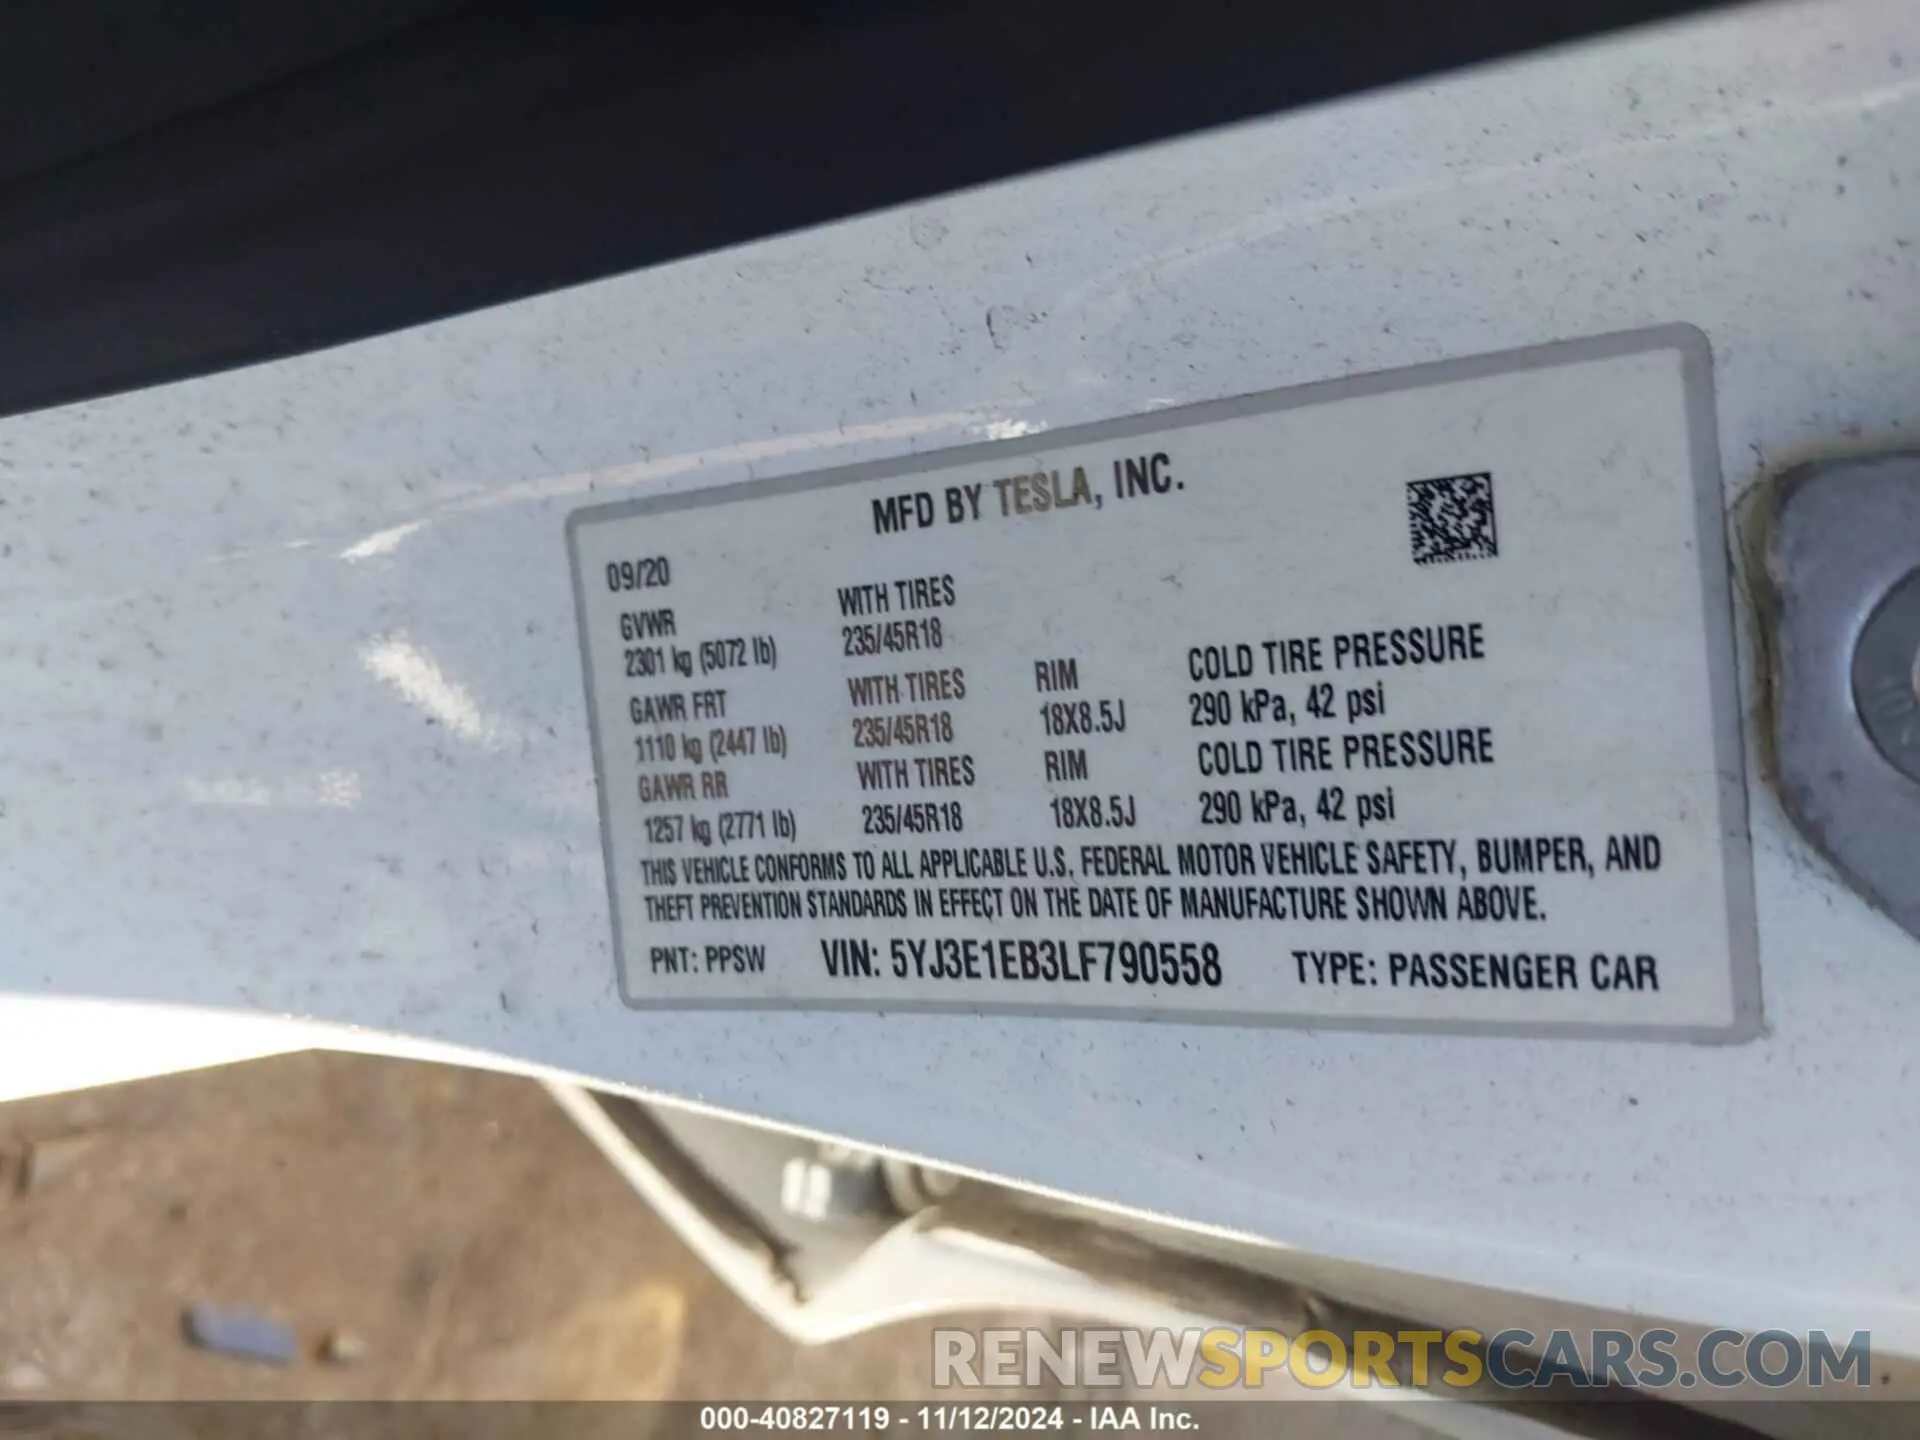 MFD BY TESLA, INC.
09/20
GVWR WITH TIRES
2301 kg (5072 lb) 235/45R18
GAWR FRT WITH TIRES RIM COLD TIRE PRESSURE
1110 kg (2447 lb) 235/45R18 18X8.5J 290 kPa, 42 psi
GAWR RR WITH TIRES RIM COLD TIRE PRESSURE
1257 kg (2771 lb) 235/45R18 18X8.5J 290 kPa, 42 psi
THIS VEHICLE CONFORMS TO ALL APPLICABLE U.S. FEDERAL MOTOR VEHICLE SAFETY, BUMPER, AND
THEFT PREVENTION STANDARDS IN EFFECT ON THE DATE OF MANUFACTURE SHOWN ABOVE.
PNT: PPSW VIN: 5YJ3E1EB3LF790558 TYPE: PASSENGER CAR
RENEWSPORTSCARS.COM
000-40827119 - 11/12/2024 - IAA Inc.